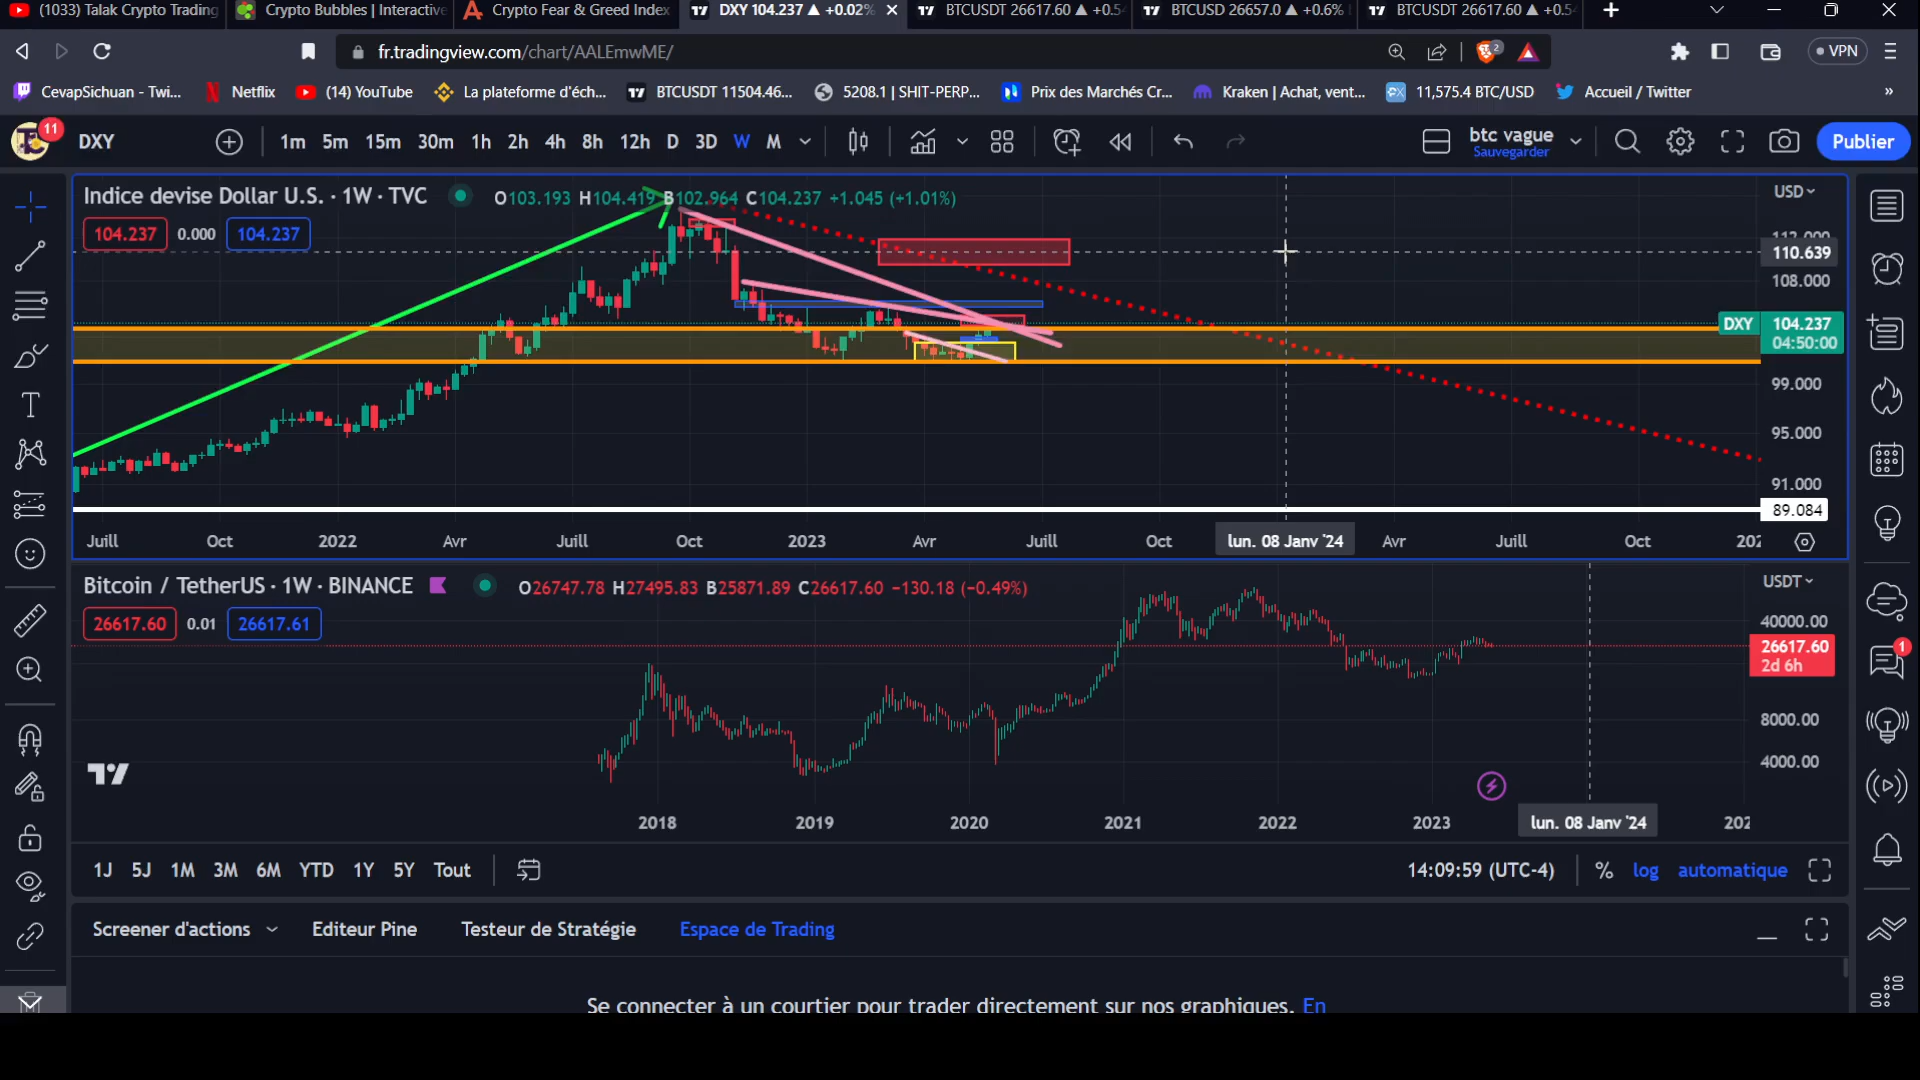 (1033) Talak Crypto Trading
Crypto Bubbles | Interactive
Crypto Fear & Greed Index
DXY 104.237 ▲ +0.02%
BTCUSDT 26617.60 ▲ +0.5
BTCUSD 26657.0 ▲ +0.6%
BTCUSDT 26617.60 ▲ +0.5
fr.tradingview.com/chart/AALEmwME/
2
VPN
CevapSichuan - Twi...
Netflix
(14) YouTube
La plateforme d'éch...
BTCUSDT 11504.46...
5208.1 | SHIT-PERP...
Prix des Marchés Cr...
Kraken | Achat, vent...
11,575.4 BTC/USD
Accueil / Twitter
»
11
DXY
1m 5m 15m 30m 1h 2h 4h 8h 12h D 3D W M
btc vague
Sauvegarder
Publier
Indice devise Dollar U.S. · 1W · TVC
O103.193 H104.419 B102.964 C104.237 +1.045 (+1.01%)
USD
104.237 0.000 104.237
112.000
110.639
108.000
DXY 104.237
04:50:00
99.000
95.000
91.000
89.084
Juill Oct 2022 Avr Juill Oct 2023 Avr Juill Oct lun. 08 Janv '24 Avr Juill Oct 202
Bitcoin / TetherUS · 1W · BINANCE
O26747.78 H27495.83 B25871.89 C26617.60 −130.18 (−0.49%)
USDT
26617.60 0.01 26617.61
40000.00
26617.60
2d 6h
1
8000.00
4000.00
2018 2019 2020 2021 2022 2023 lun. 08 Janv '24 202
1J 5J 1M 3M 6M YTD 1Y 5Y Tout
14:09:59 (UTC-4) % log automatique
Screener d'actions
Editeur Pine
Testeur de Stratégie
Espace de Trading
Se connecter à un courtier pour trader directement sur nos graphiques. En